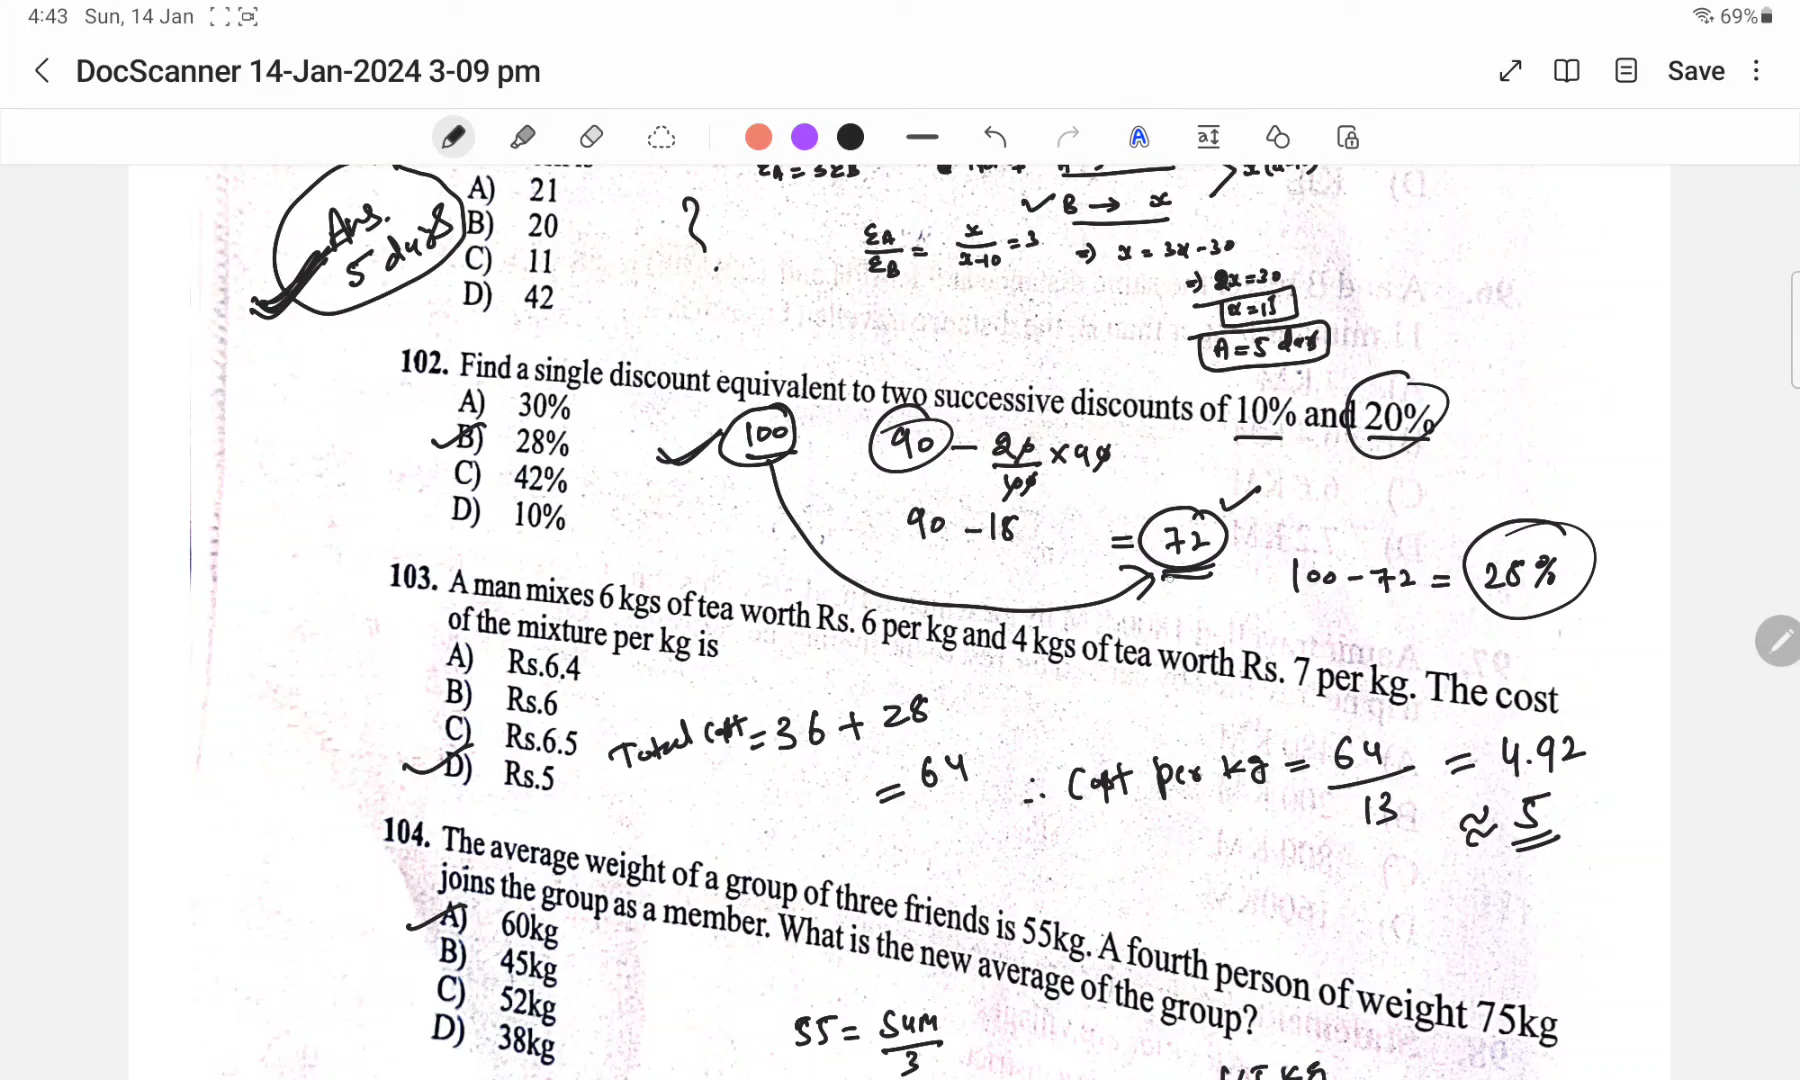 4:43 Sun, 14 Jan 69%
DocScanner 14-Jan-2024 3-09 pm Save
A) 21
B) 20
C) 11
D) 42
Ans.
5 days
?
B → x
εA/εB = x/x-10 = 3 ⇒ x = 3x-30
⇒ 2x=30
x=15
A=5 days
102. Find a single discount equivalent to two successive discounts of 10% and 20%
A) 30%
B) 28%
C) 42%
D) 10%
100
90 - 20/100 × 90
90 - 18 = 72
100-72 = 28%
103. A man mixes 6 kgs of tea worth Rs. 6 per kg and 4 kgs of tea worth Rs. 7 per kg. The cost
of the mixture per kg is
A) Rs.6.4
B) Rs.6
C) Rs.6.5
D) Rs.5
Total cost = 36 + 28
= 64
∴ Cost per kg = 64/13 = 4.92
≈ 5
104. The average weight of a group of three friends is 55kg. A fourth person of weight 75kg
joins the group as a member. What is the new average of the group?
A) 60kg
B) 45kg
C) 52kg
D) 38kg
55 = Sum/3